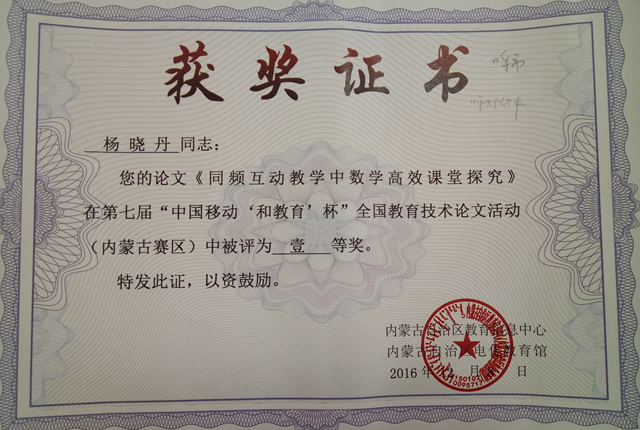 获奖证书
杨晓丹同志：
您的论文《同频互动教学中数学高效课堂探究》
在第七届“中国移动‘和教育’杯”全国教育技术论文活动
（内蒙古赛区）中被评为壹等奖。
特发此证，以资鼓励。
内蒙古自治区教育信息中心
内蒙古自治区电化教育馆
2016年 月 日